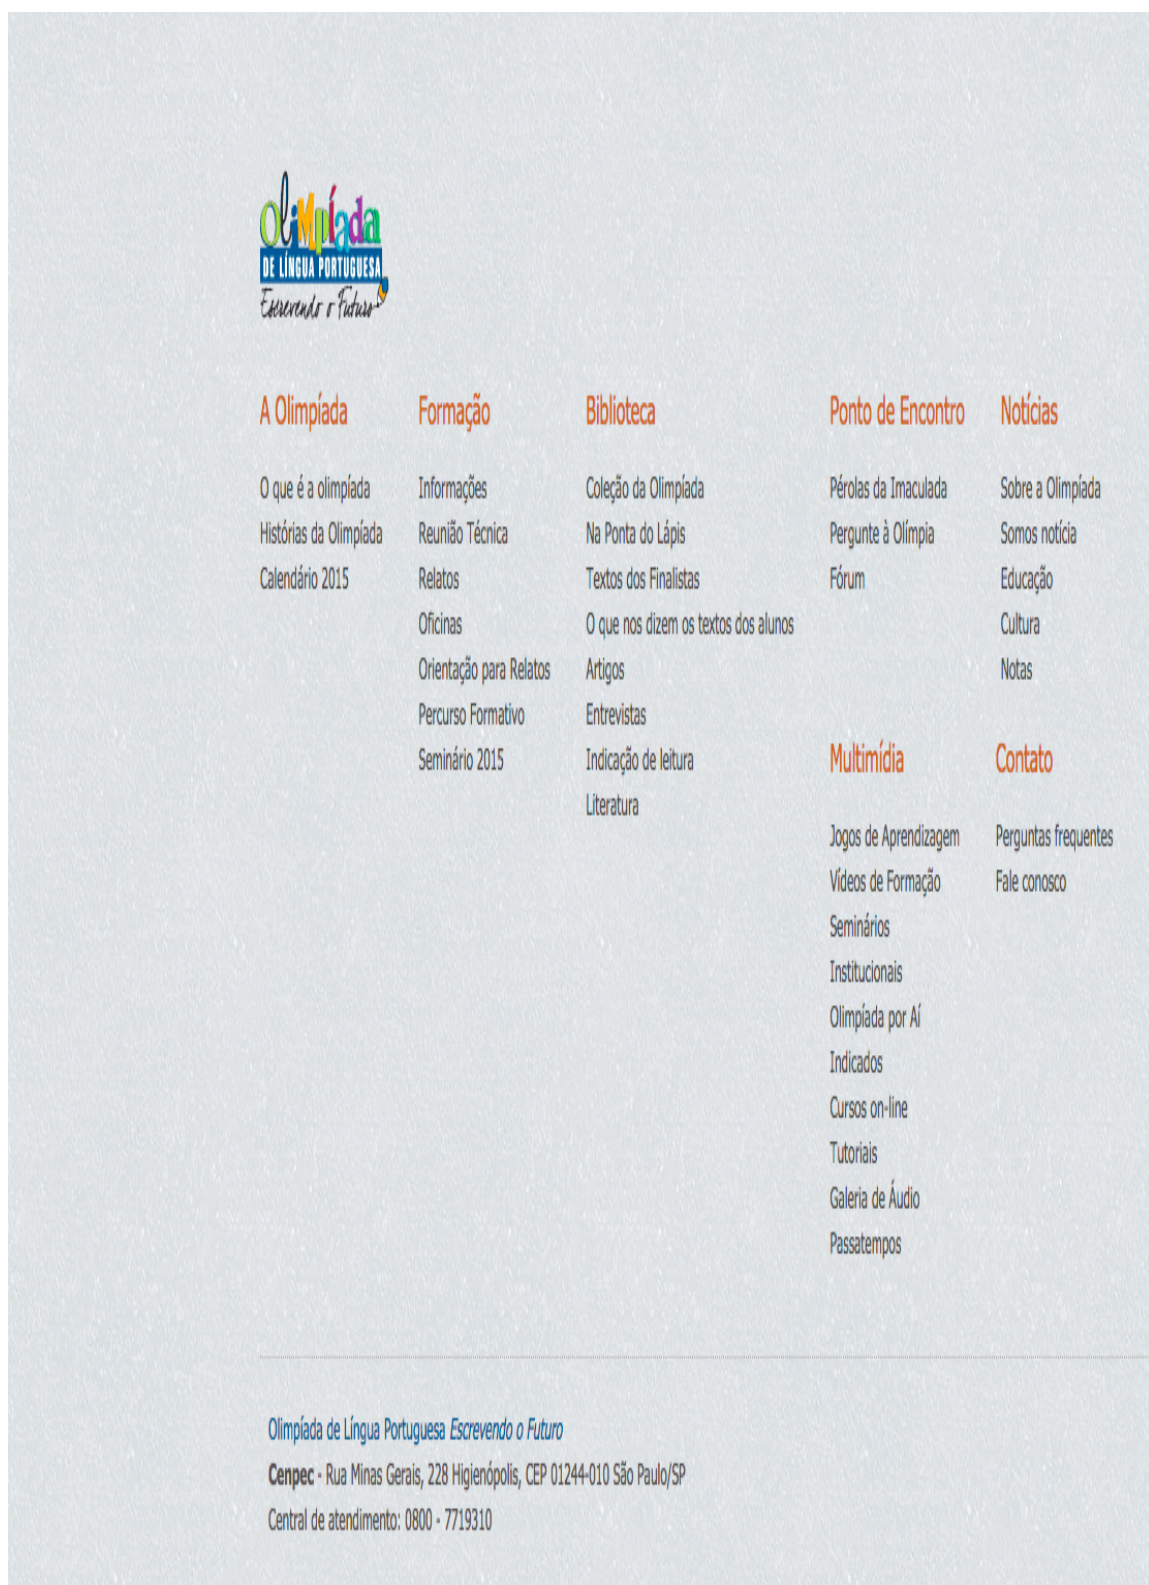 Olimpíada
DE LÍNGUA PORTUGUESA
Escrevendo o Futuro
A Olimpíada
O que é a olimpíada
Histórias da Olimpíada
Calendário 2015
Formação
Informações
Reunião Técnica
Relatos
Oficinas
Orientação para Relatos
Percurso Formativo
Seminário 2015
Biblioteca
Coleção da Olimpíada
Na Ponta do Lápis
Textos dos Finalistas
O que nos dizem os textos dos alunos
Artigos
Entrevistas
Indicação de leitura
Literatura
Ponto de Encontro
Pérolas da Imaculada
Pergunte à Olímpia
Fórum
Notícias
Sobre a Olimpíada
Somos notícia
Educação
Cultura
Notas
Multimídia
Jogos de Aprendizagem
Vídeos de Formação
Seminários
Institucionais
Olimpíada por Aí
Indicados
Cursos on-line
Tutoriais
Galeria de Áudio
Passatempos
Contato
Perguntas frequentes
Fale conosco
Olimpíada de Língua Portuguesa Escrevendo o Futuro
Cenpec - Rua Minas Gerais, 228 Higienópolis, CEP 01244-010 São Paulo/SP
Central de atendimento: 0800 - 7719310